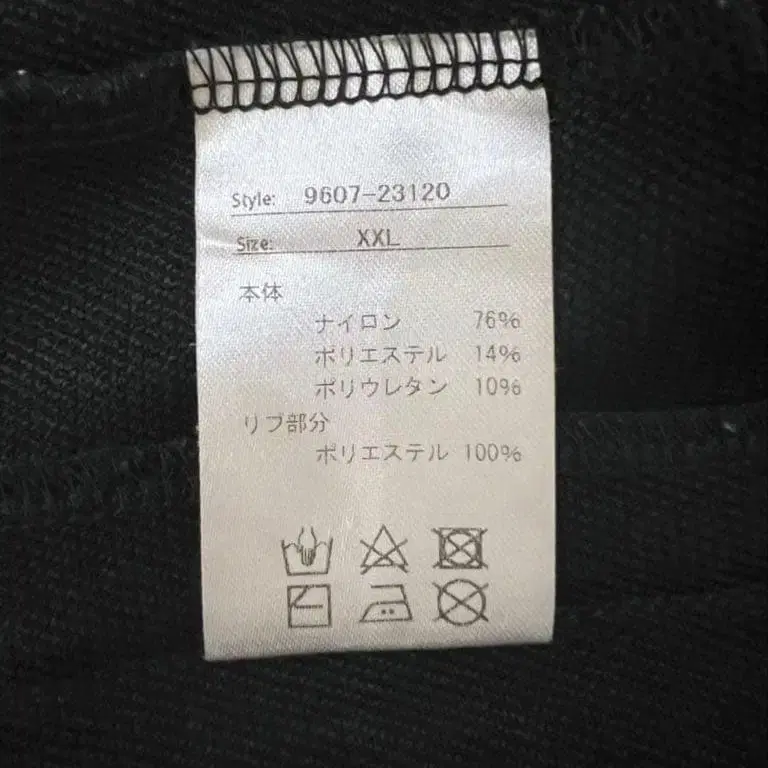 Style: 9607-23120
Size: XXL
本体
ナイロン 76%
ポリエステル 14%
ポリウレタン 10%
リブ部分
ポリエステル 100%